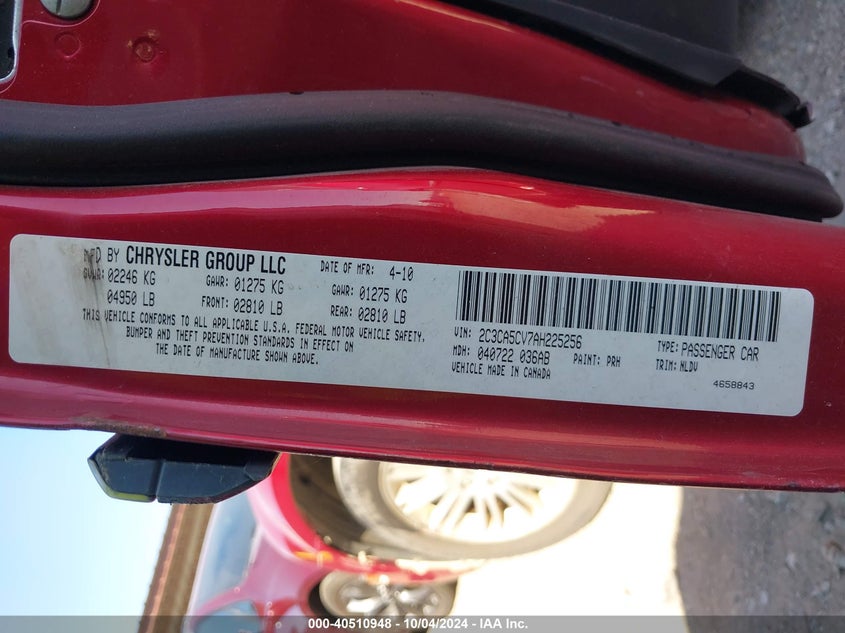 MFD BY CHRYSLER GROUP LLC DATE OF MFR: 4-10
GVWR: 02246 KG GAWR: 01275 KG GAWR: 01275 KG
04950 LB FRONT: 02810 LB REAR: 02810 LB
THIS VEHICLE CONFORMS TO ALL APPLICABLE U.S.A. FEDERAL MOTOR VEHICLE SAFETY,
BUMPER AND THEFT PREVENTION STANDARDS IN EFFECT ON
THE DATE OF MANUFACTURE SHOWN ABOVE.
VIN: 2C3CA5CV7AH225256 TYPE: PASSENGER CAR
MDH: 040722 036AB PAINT: PRH TRIM: NLDV
VEHICLE MADE IN CANADA
4658843
000-40510948 - 10/04/2024 - IAA Inc.